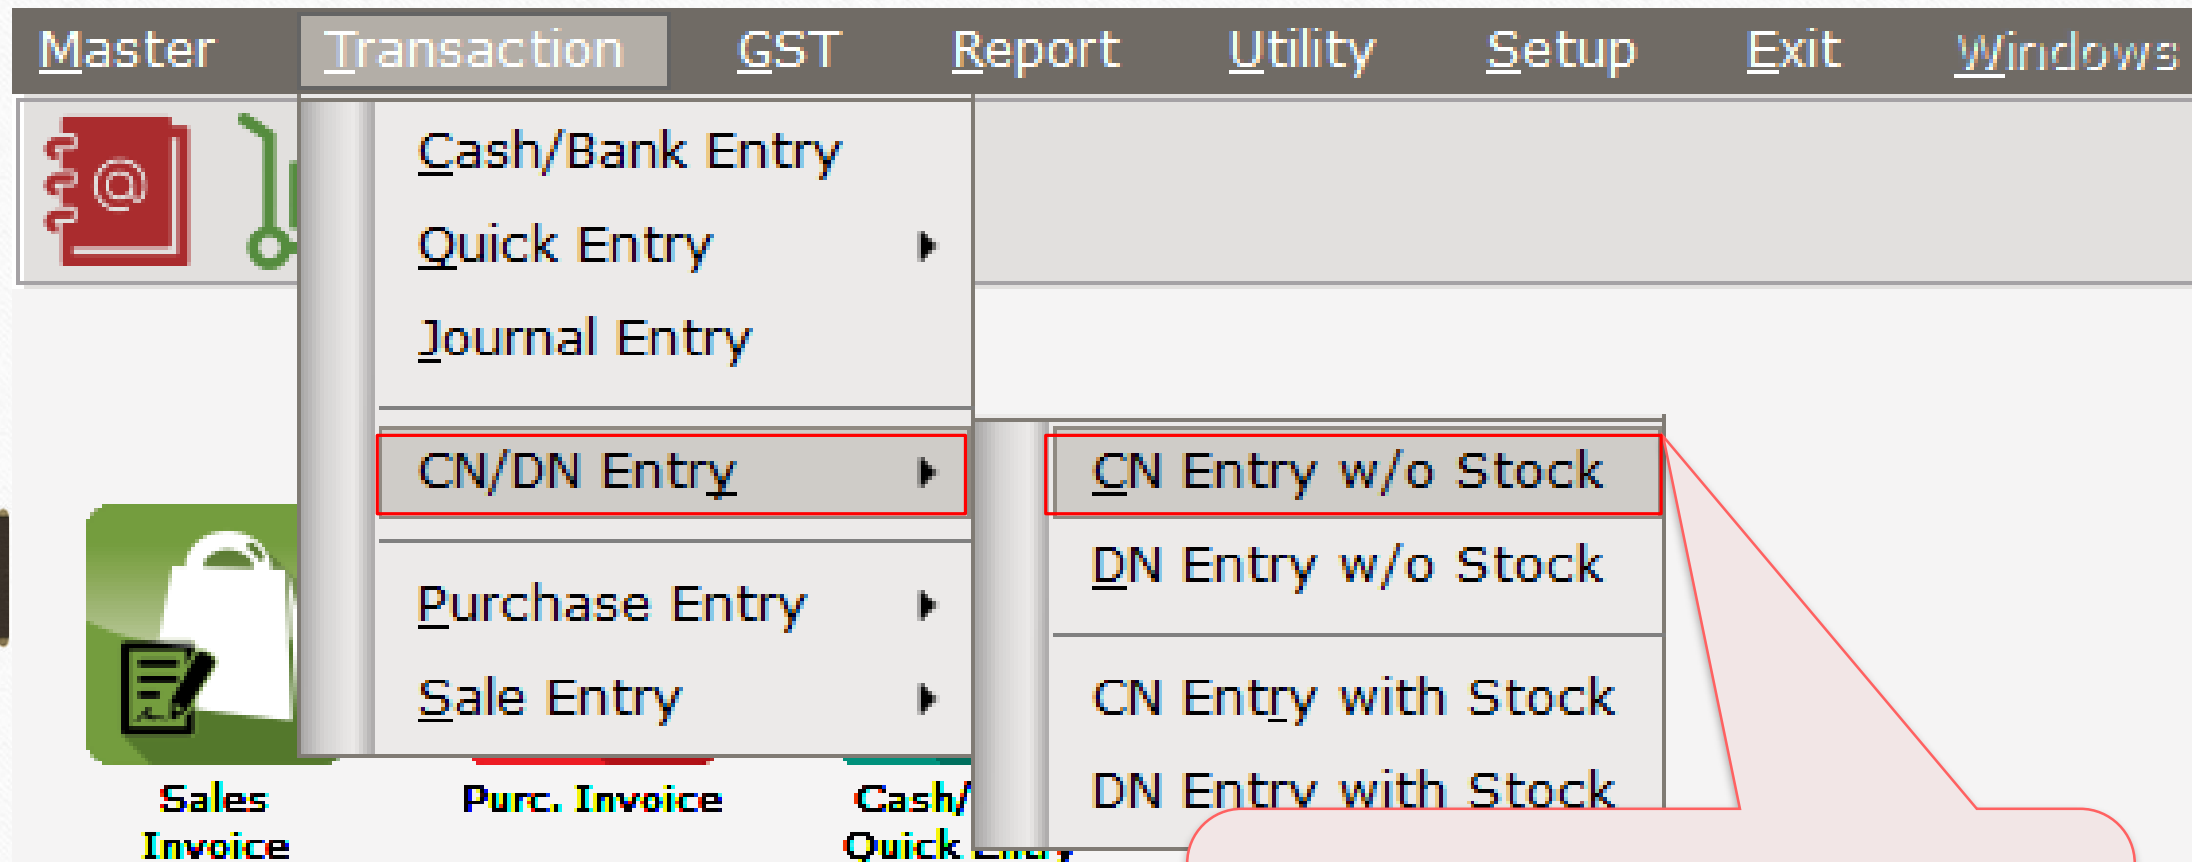 Master Transaction GST Report Utility Setup Exit Windows
Cash/Bank Entry
Quick Entry
Journal Entry
CN/DN Entry
Purchase Entry
Sale Entry
CN Entry w/o Stock
DN Entry w/o Stock
CN Entry with Stock
DN Entry with Stock
Sales
Invoice
Purc. Invoice
Cash/
Quick Entry